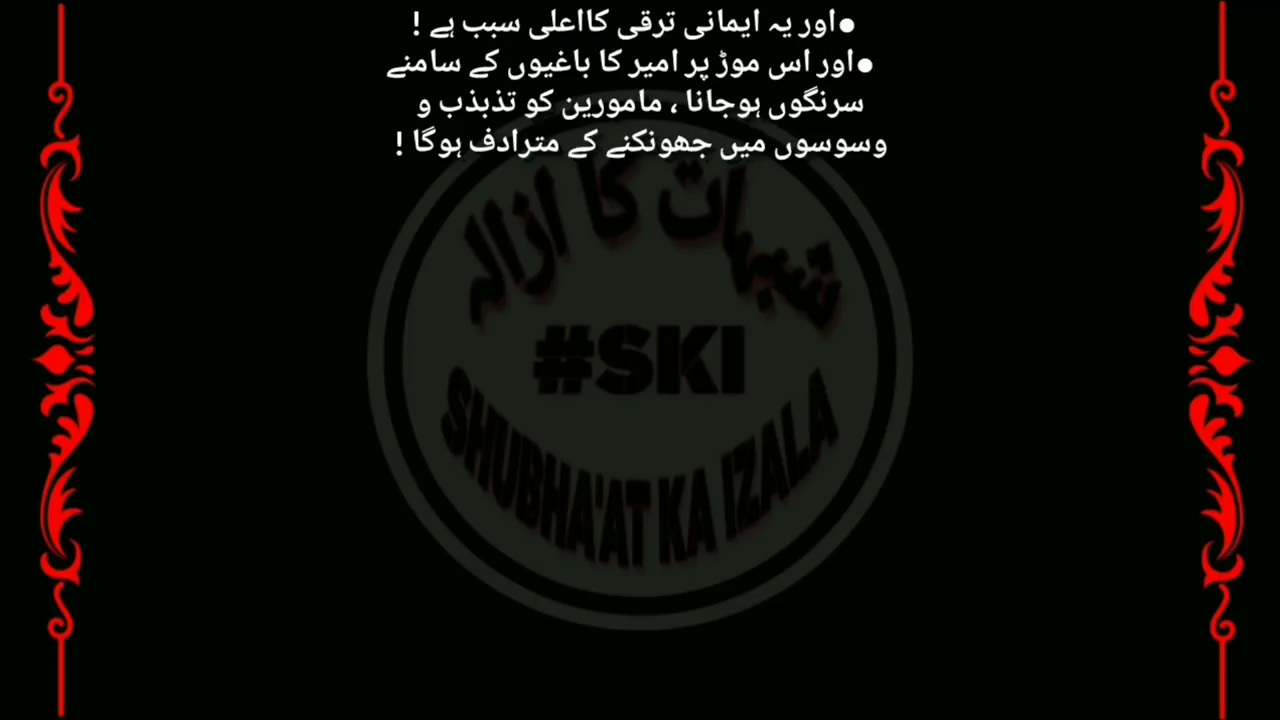 ●اور یہ ایمانی ترقی کااعلی سبب ہے !
●اور اس موڑ پر امیر کا باغیوں کے سامنے
سرنگوں ہوجانا ، مامورین کو تذبذب و
وسوسوں میں جھونکنے کے مترادف ہوگا !
شبہات کا ازالہ
#SKI
SHUBHA'AT KA IZALA